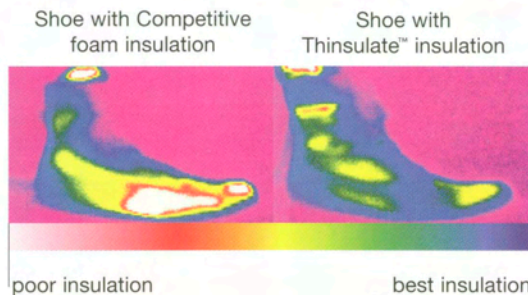 Shoe with Competitive
foam insulation
Shoe with
Thinsulate™ insulation
poor insulation
best insulation